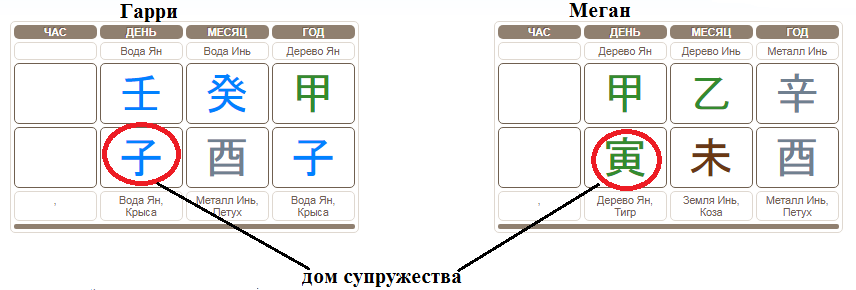 Гарри
Меган
ЧАС ДЕНЬ МЕСЯЦ ГОД
Вода Ян Вода Инь Дерево Ян
壬 癸 甲
子 酉 子
, Вода Ян, Крыса Металл Инь, Петух Вода Ян, Крыса
ЧАС ДЕНЬ МЕСЯЦ ГОД
Дерево Ян Дерево Инь Металл Инь
甲 乙 辛
寅 未 酉
, Дерево Ян, Тигр Земля Инь, Коза Металл Инь, Петух
дом супружества